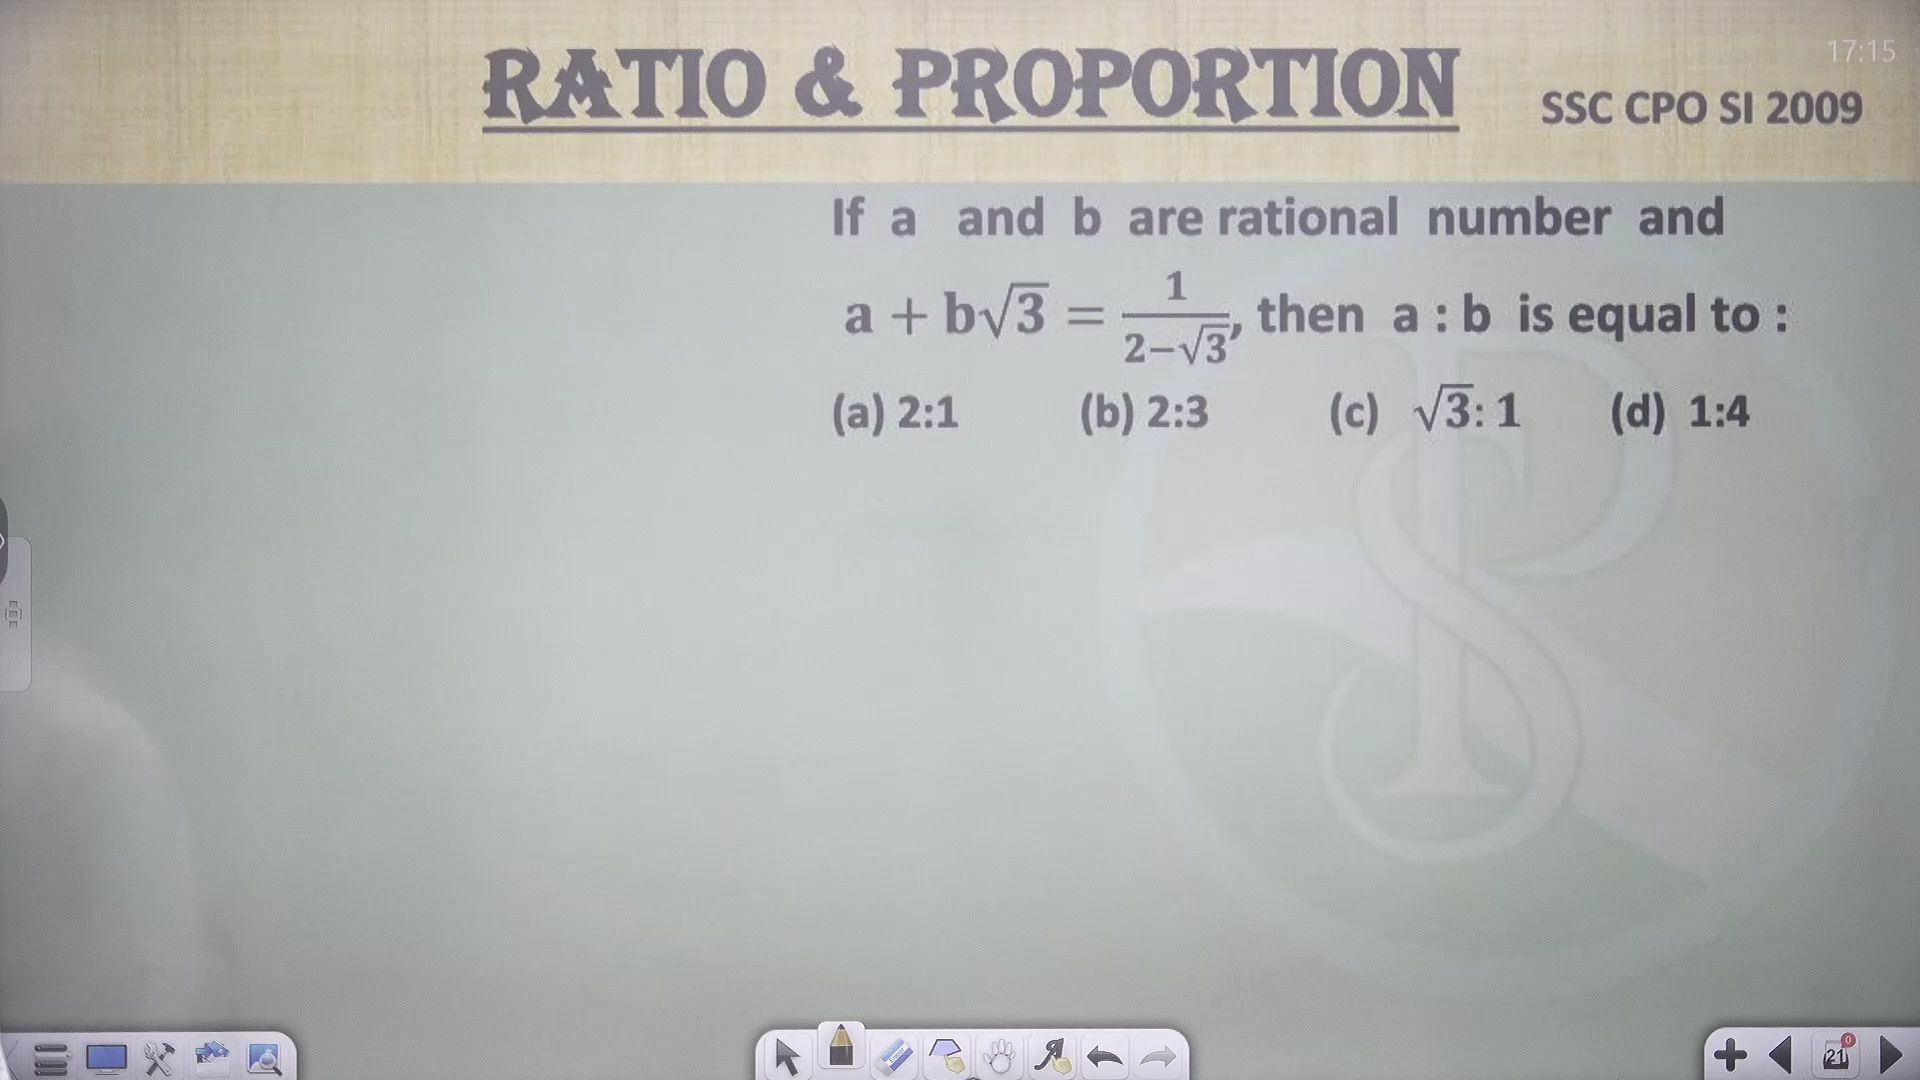 RATIO & PROPORTION
17:15
SSC CPO SI 2009
If a and b are rational number and
a + b√3 = 1/(2−√3), then a : b is equal to :
(a) 2:1 (b) 2:3 (c) √3: 1 (d) 1:4
21
0